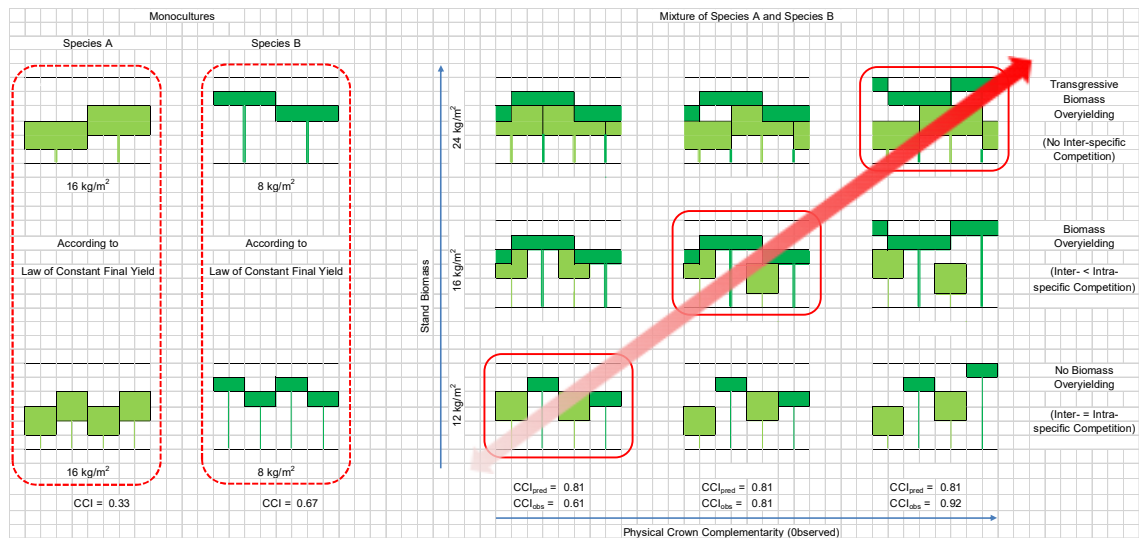 Monocultures
Mixture of Species A and Species B
Species A
Species B
16 kg/m²
8 kg/m²
According to
Law of Constant Final Yield
According to
Law of Constant Final Yield
16 kg/m²
8 kg/m²
CCI = 0.33
CCI = 0.67
Stand Biomass
24 kg/m²
16 kg/m²
12 kg/m²
Transgressive
Biomass
Overyielding
(No Inter-specific
Competition)
Biomass
Overyielding
(Inter- < Intra-
specific Competition)
No Biomass
Overyielding
(Inter- = Intra-
specific Competition)
CCIpred = 0.81
CCIobs = 0.61
CCIpred = 0.81
CCIobs = 0.81
CCIpred = 0.81
CCIobs = 0.92
Physical Crown Complementarity (0bserved)